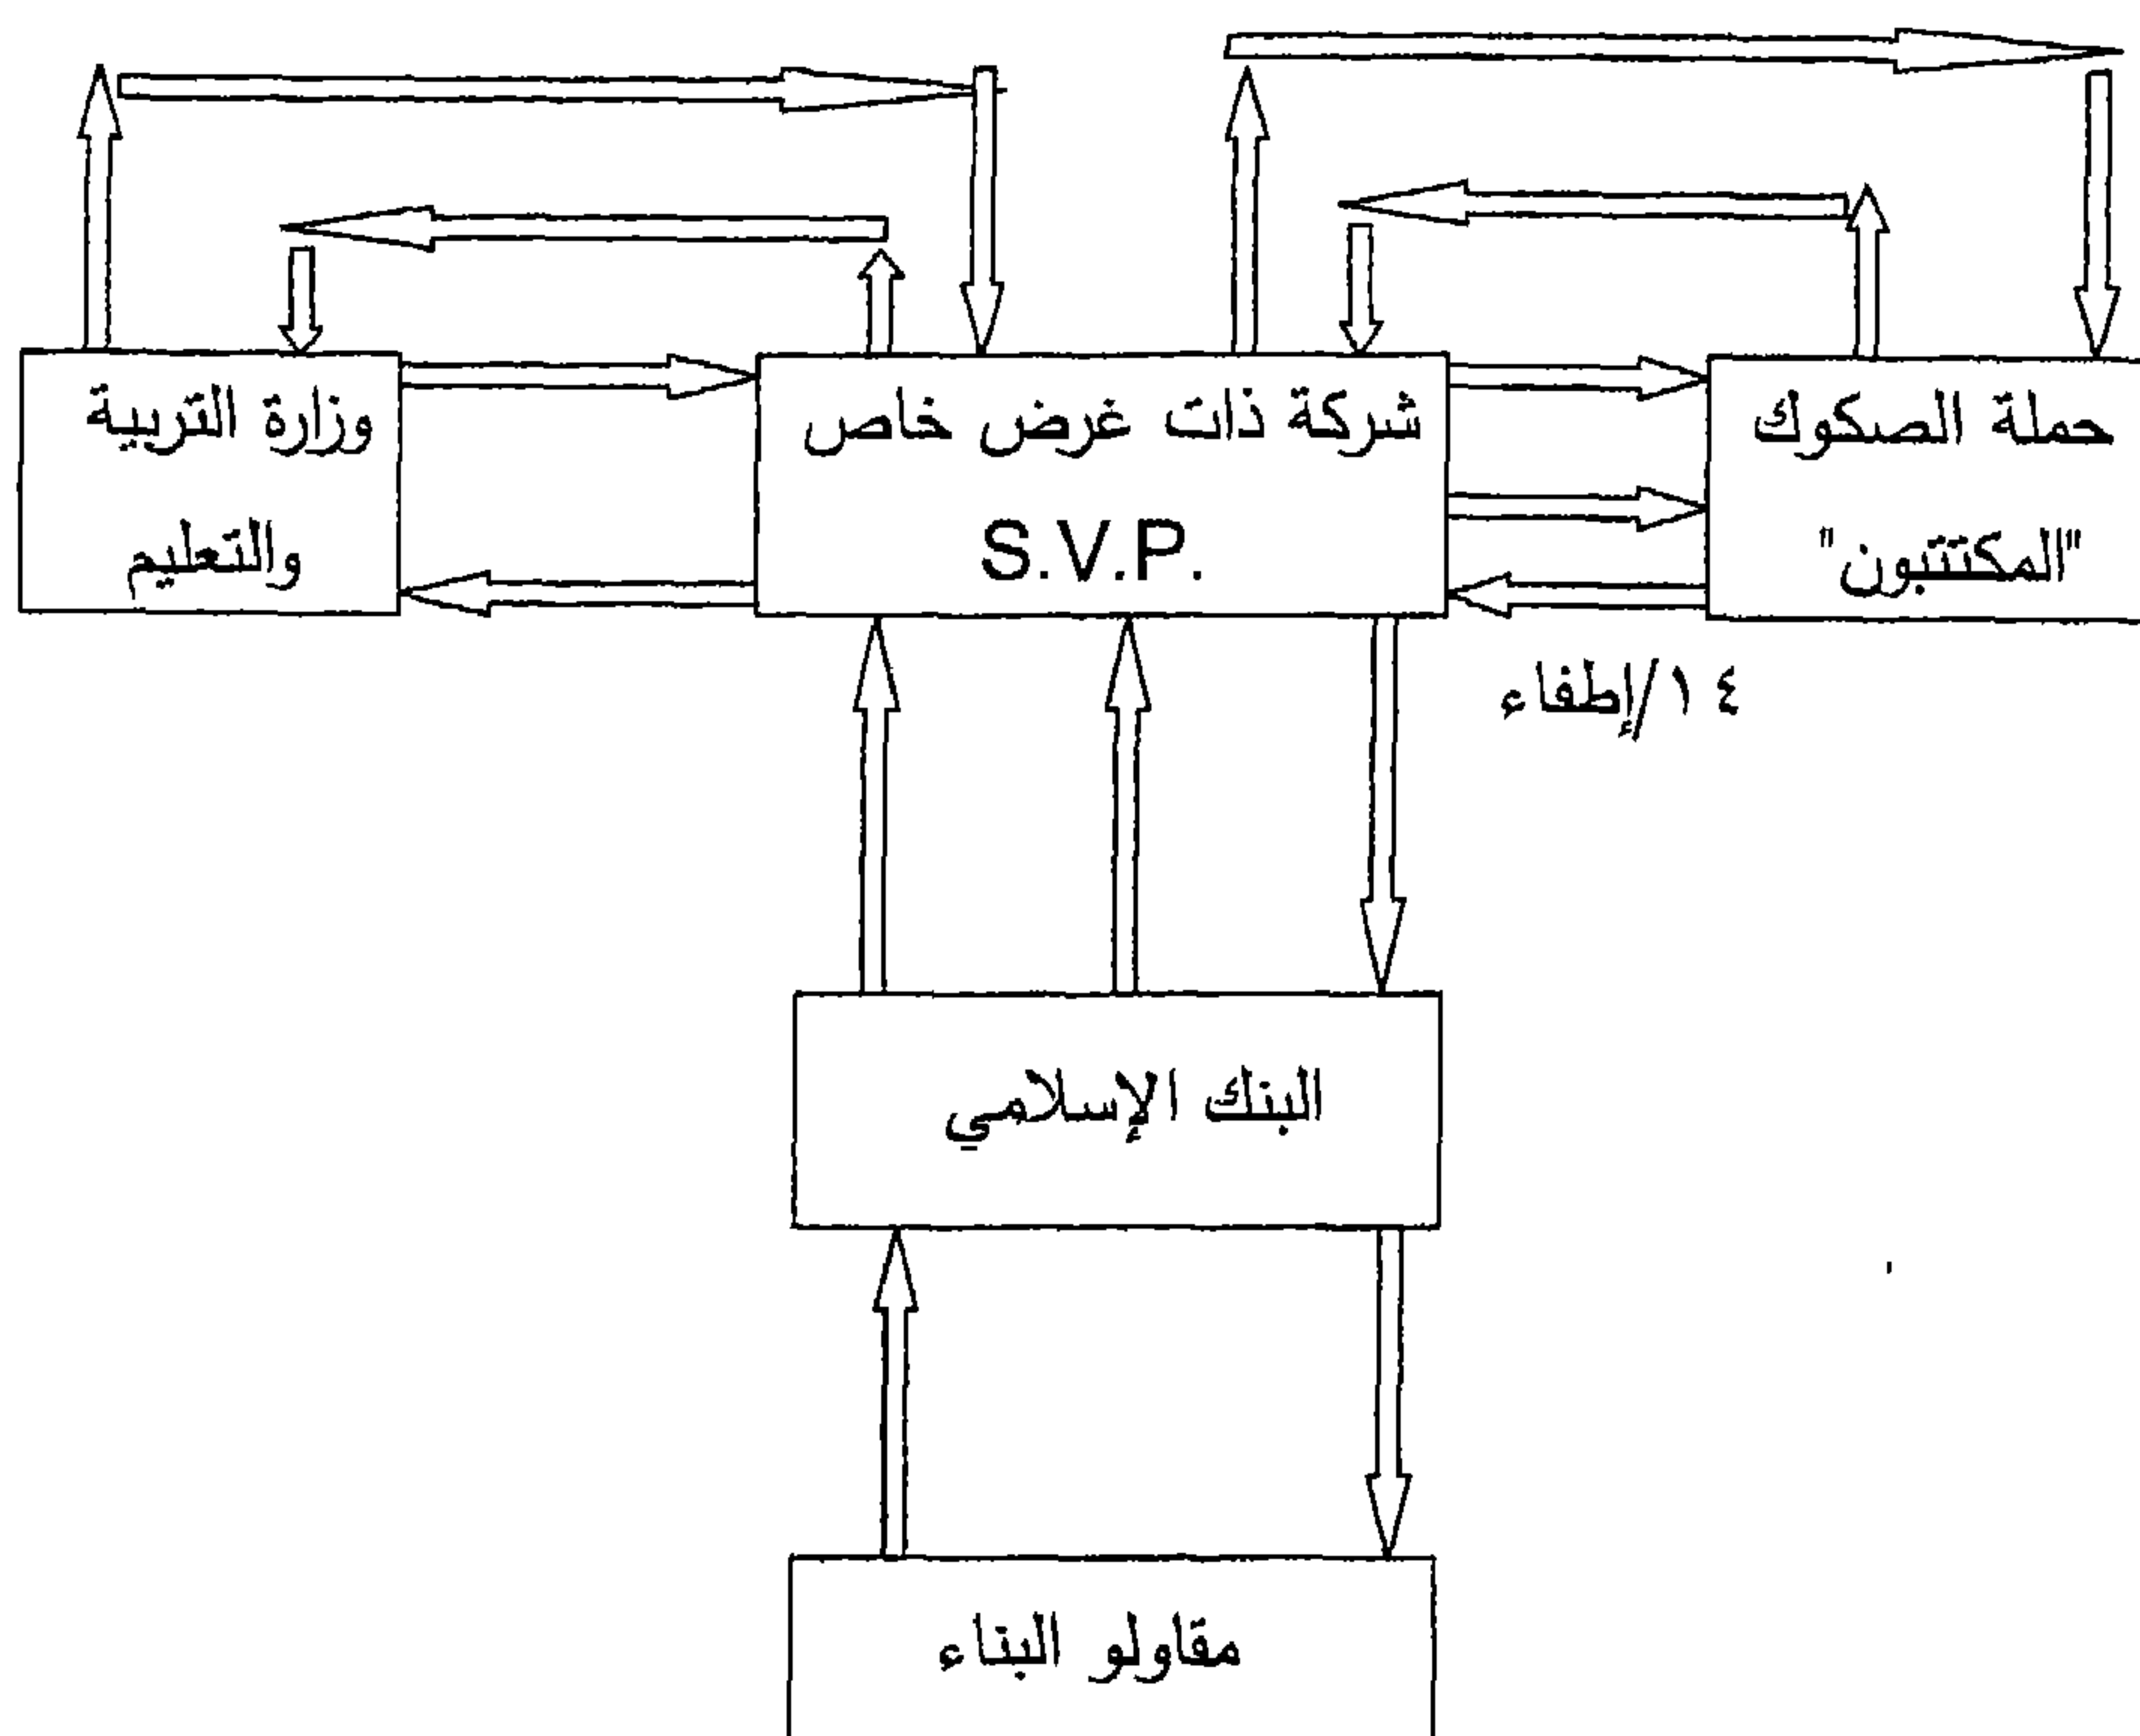 حملة الصكوك
"المكتتبون"
شركة ذات غرض خاص
S.V.P.
وزارة التربية
والتعليم
١٤/إطفاء
البنك الإسلامي
مقاولو البناء